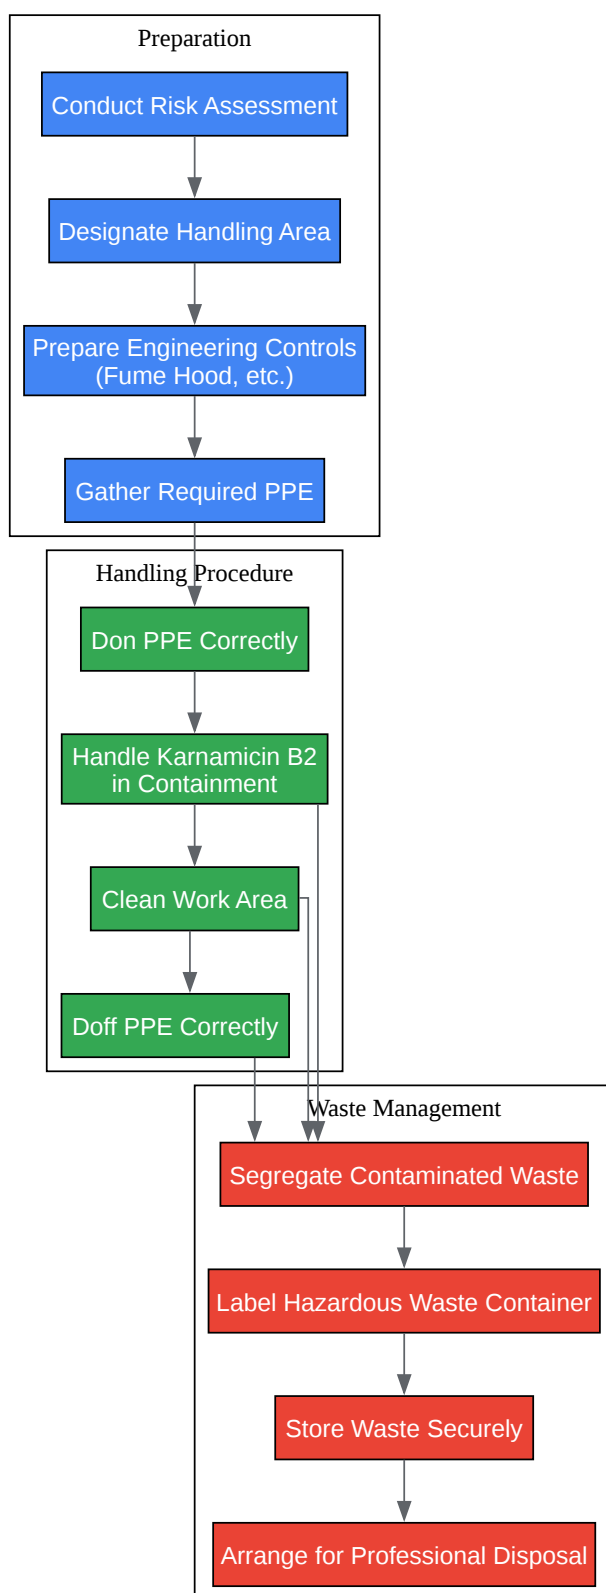 Preparation
Conduct Risk Assessment
Designate Handling Area
Prepare Engineering Controls
(Fume Hood, etc.)
Gather Required PPE
Handling Procedure
Don PPE Correctly
Handle Karnamicin B2
in Containment
Clean Work Area
Doff PPE Correctly
Waste Management
Segregate Contaminated Waste
Label Hazardous Waste Container
Store Waste Securely
Arrange for Professional Disposal